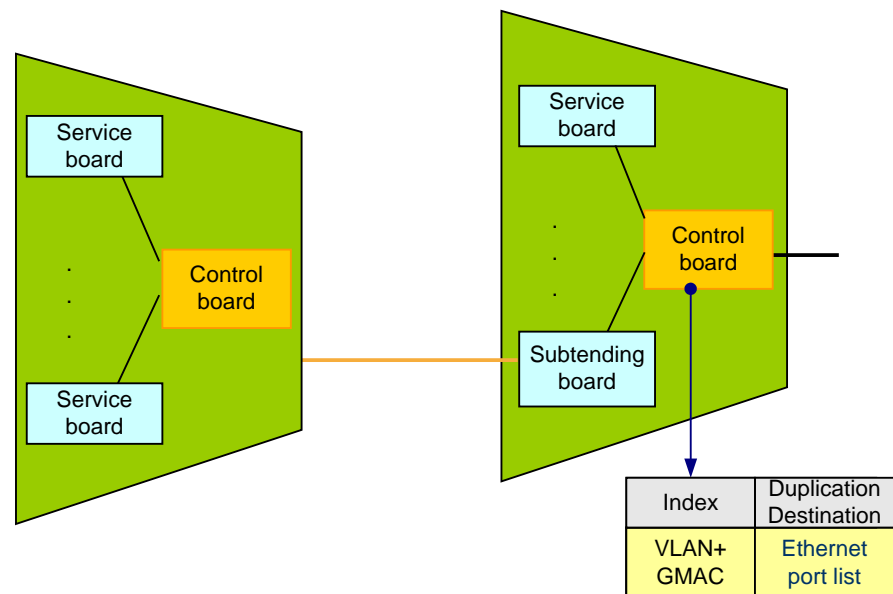 Service
board
.
.
.
Control
board
Service
board
Service
board
.
.
.
Control
board
Subtending
board
Index
Duplication
Destination
VLAN+
GMAC
Ethernet
port list